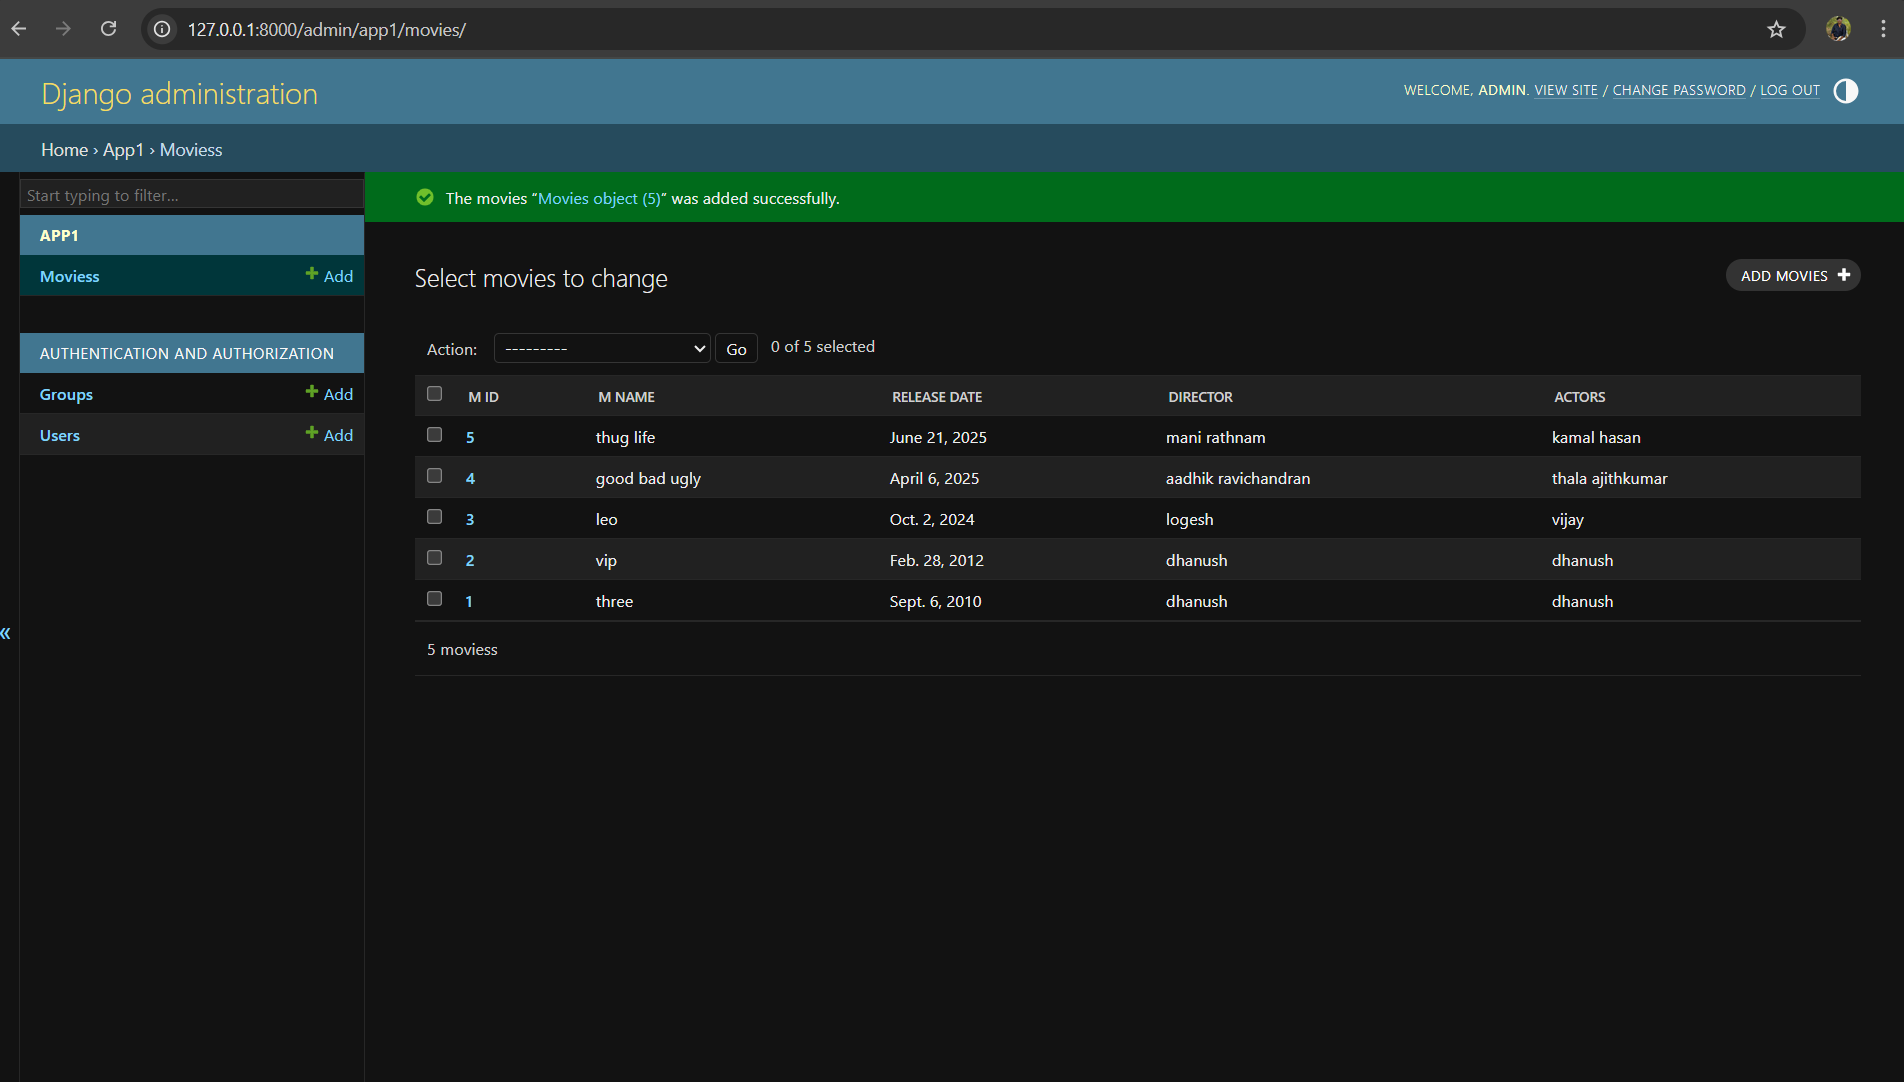 127.0.0.1:8000/admin/app1/movies/
Django administration
WELCOME, ADMIN. VIEW SITE / CHANGE PASSWORD / LOG OUT
Home › App1 › Moviess
Start typing to filter...
APP1
Moviess + Add
AUTHENTICATION AND AUTHORIZATION
Groups + Add
Users + Add
«
The movies “Movies object (5)” was added successfully.
Select movies to change
ADD MOVIES +
Action: --------- Go 0 of 5 selected
M ID M NAME RELEASE DATE DIRECTOR ACTORS
5 thug life June 21, 2025 mani rathnam kamal hasan
4 good bad ugly April 6, 2025 aadhik ravichandran thala ajithkumar
3 leo Oct. 2, 2024 logesh vijay
2 vip Feb. 28, 2012 dhanush dhanush
1 three Sept. 6, 2010 dhanush dhanush
5 moviess